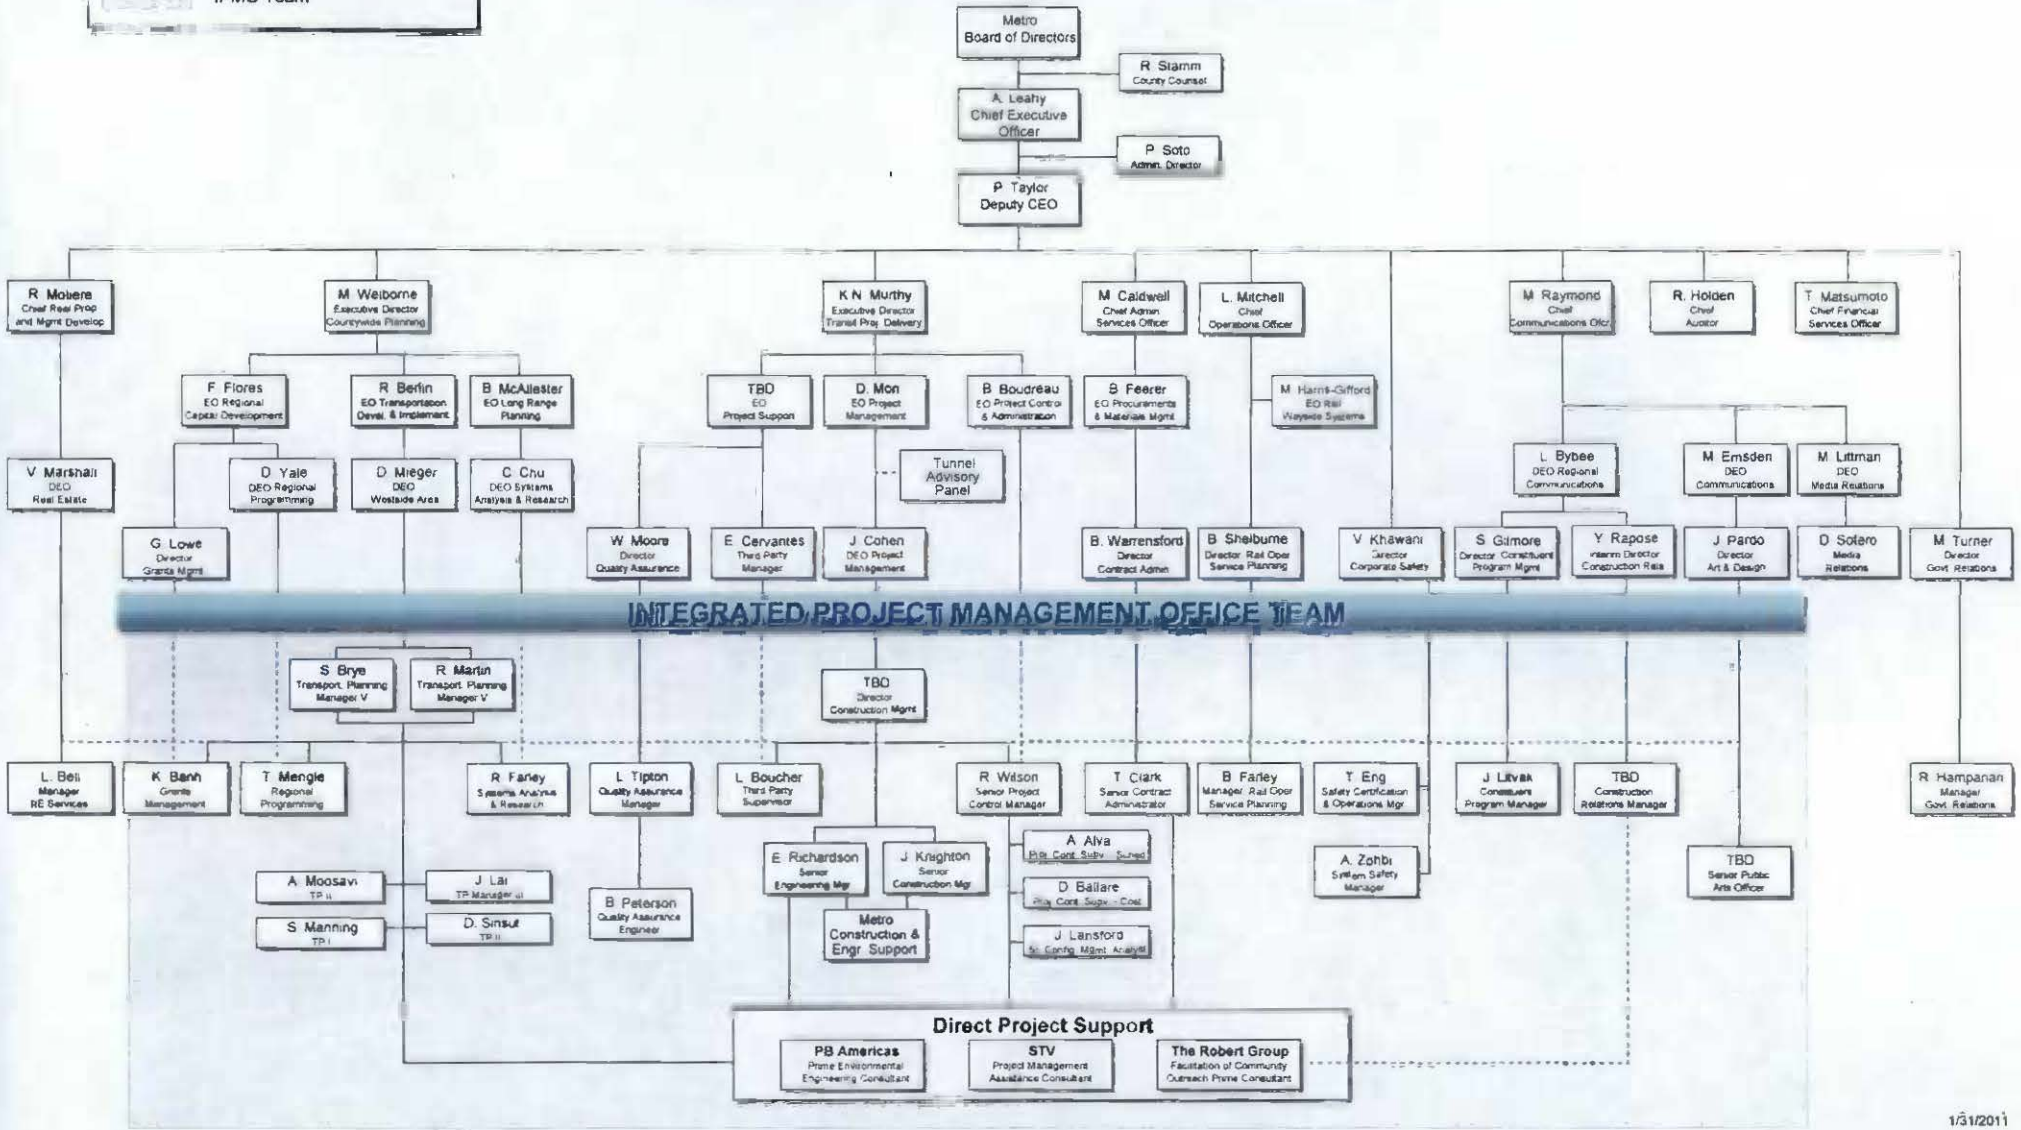 Team
Metro
Board of Directors
R Stamm
County Counsel
A. Leahy
Chief Executive
Officer
P Soto
Admin. Director
P Taylor
Deputy CEO
R Moliere
Chief Real Prop
and Mgmt Develop
M Welborne
Executive Director
Countywide Planning
K N Murthy
Executive Director
Transit Proj Delivery
M Caldwell
Chief Admin
Services Officer
L. Mitchell
Chief
Operations Officer
M Raymond
Chief
Communications Ofcr
R. Holden
Chief
Auditor
T Matsumoto
Chief Financial
Services Officer
F Flores
EO Regional
Capital Development
R Berlin
EO Transportation
Devel. & Implement
B McAllester
EO Long Range
Planning
TBD
EO
Project Support
D. Mon
EO Project
Management
B Boudreau
EO Project Control
& Administration
B Feerer
EO Procurements
& Materials Mgmt
M Harris-Gifford
EO Rail
Wayside Systems
V Marshall
DEO
Real Estate
D Yale
DEO Regional
Programming
D Mieger
DEO
Westside Area
C Chu
DEO Systems
Analysis & Research
Tunnel
Advisory
Panel
L Bybee
DEO Regional
Communications
M Emsden
DEO
Communications
M Littman
DEO
Media Relations
G Lowe
Director
Grants Mgmt
W Moore
Director
Quality Assurance
E Cervantes
Third Party
Manager
J Cohen
DEO Project
Management
B. Warrensford
Director
Contract Admin
B Shelburne
Director Rail Oper
Service Planning
V Khawani
Director
Corporate Safety
S Gilmore
Director Constituent
Program Mgmt
Y Rapose
Interim Director
Construction Rels
J Pardo
Director
Art & Design
D Sotero
Media
Relations
M Turner
Director
Govt Relations
INTEGRATED PROJECT MANAGEMENT OFFICE TEAM
S Brye
Transport. Planning
Manager V
R Martin
Transport. Planning
Manager V
TBD
Director
Construction Mgmt
L. Bell
Manager
RE Services
K Banh
Grants
Management
T Mengle
Regional
Programming
R Farley
Systems Analysis
& Research
L Tipton
Quality Assurance
Manager
L Boucher
Third Party
Supervisor
R Wilson
Senior Project
Control Manager
T Clark
Senior Contract
Administrator
B Farley
Manager Rail Oper
Service Planning
T Eng
Safety Certification
& Operations Mgr
J Litvak
Constituent
Program Manager
TBD
Construction
Relations Manager
R Hampanan
Manager
Govt Relations
A Moosavi
TP II
J Lai
TP Manager III
S Manning
TP I
D. Sinsut
TP II
B Peterson
Quality Assurance
Engineer
E Richardson
Senior
Engineering Mgr
J Knighton
Senior
Construction Mgr
Metro
Construction &
Engr Support
A Alva
Proj Cont Supv - Sched
D Ballare
Proj Cont Supv - Cost
J Lansford
Sr Config Mgmt Analyst
A. Zohbi
System Safety
Manager
TBD
Senior Public
Arts Officer
Direct Project Support
PB Americas
Prime Environmental
Engineering Consultant
STV
Project Management
Assistance Consultant
The Robert Group
Facilitation of Community
Outreach Prime Consultant
1/31/2011